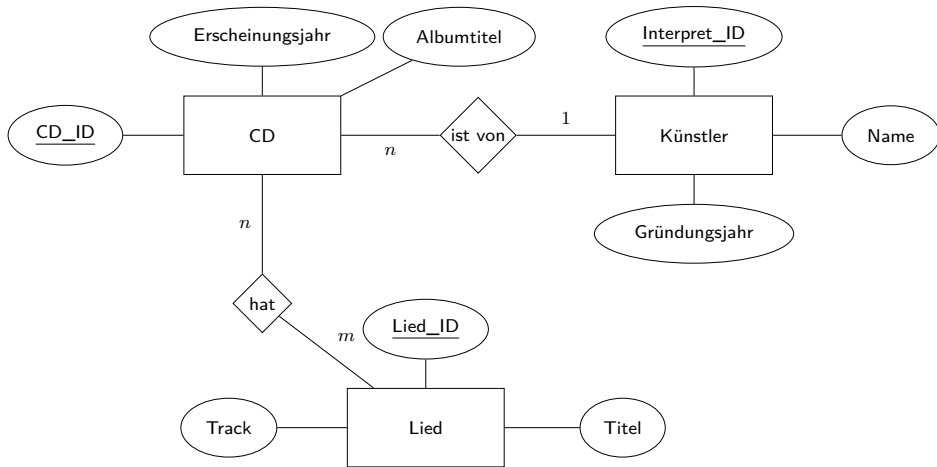 Erscheinungsjahr
Albumtitel
Interpret_ID
CD_ID
CD
n
ist von
1
Künstler
Name
n
Gründungsjahr
hat
m
Lied_ID
Track
Lied
Titel